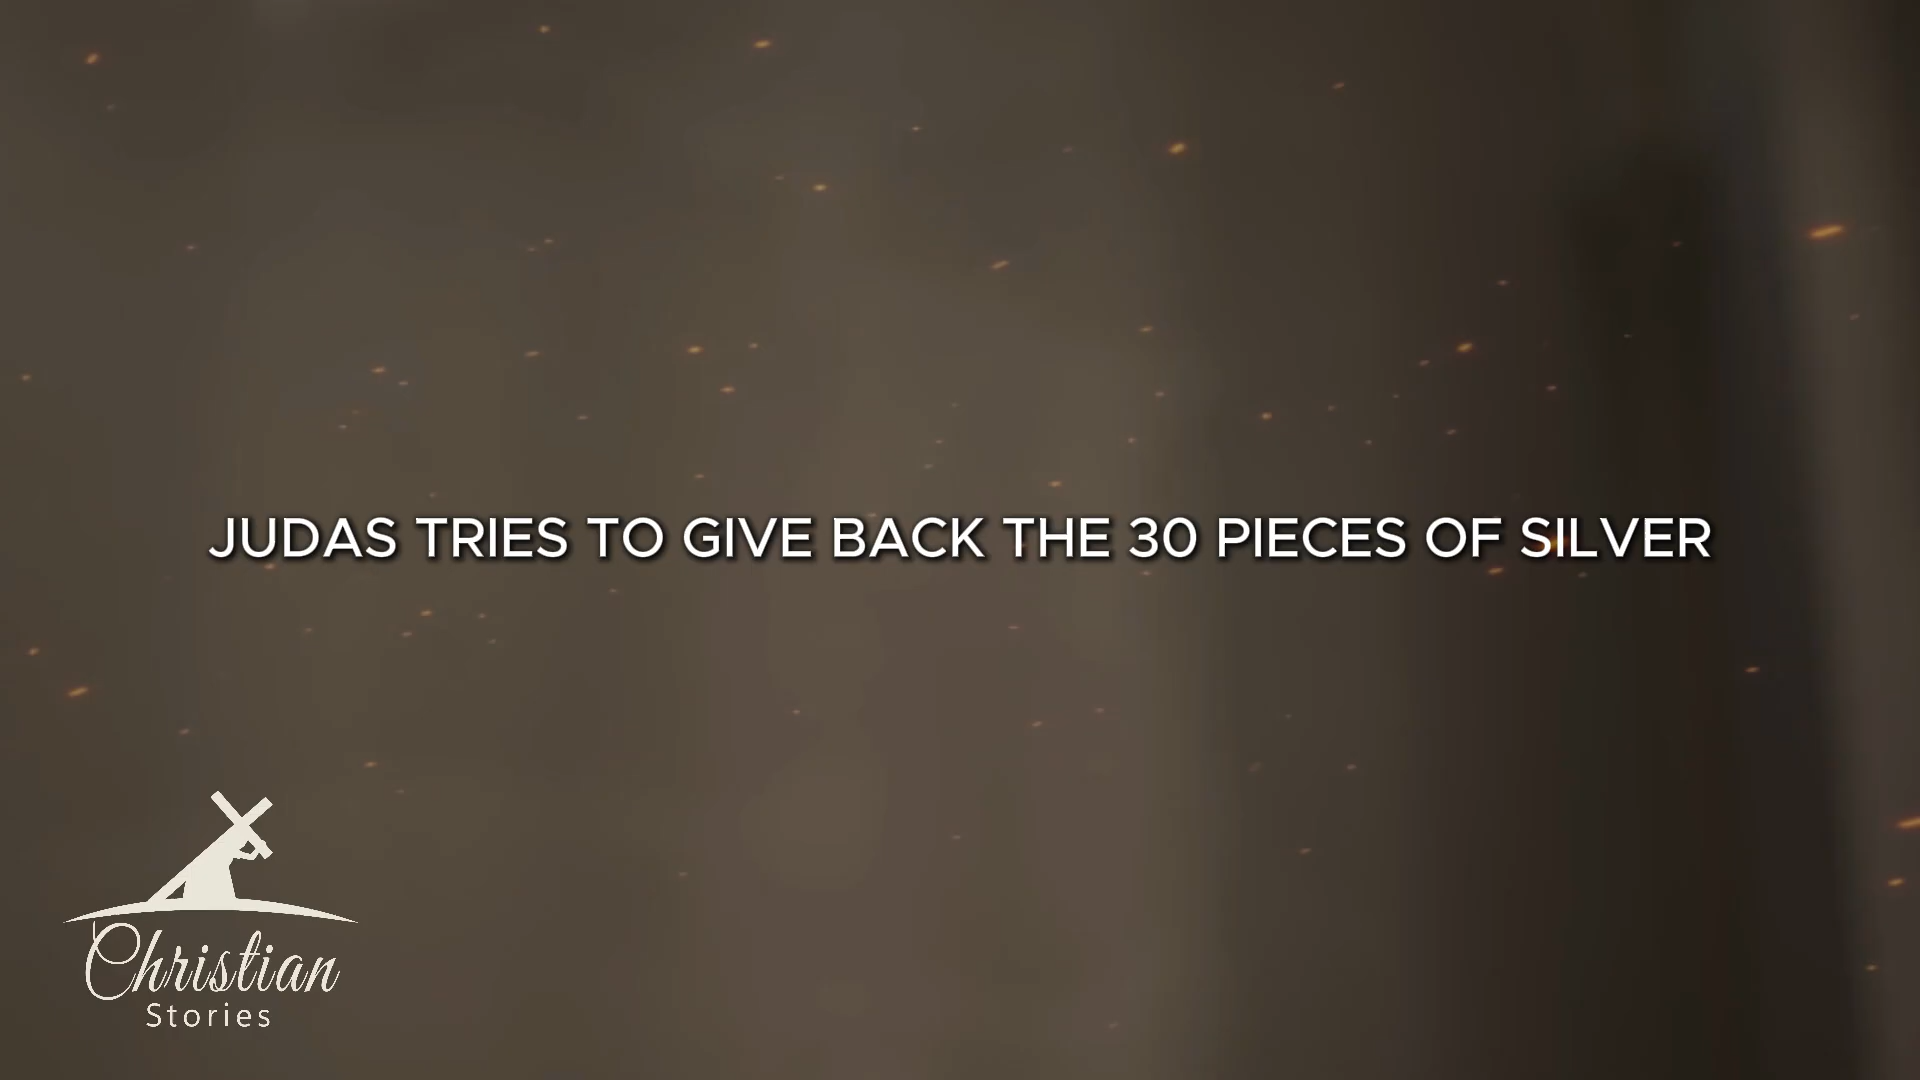 JUDAS TRIES TO GIVE BACK THE 30 PIECES OF SILVER
Christian
Stories